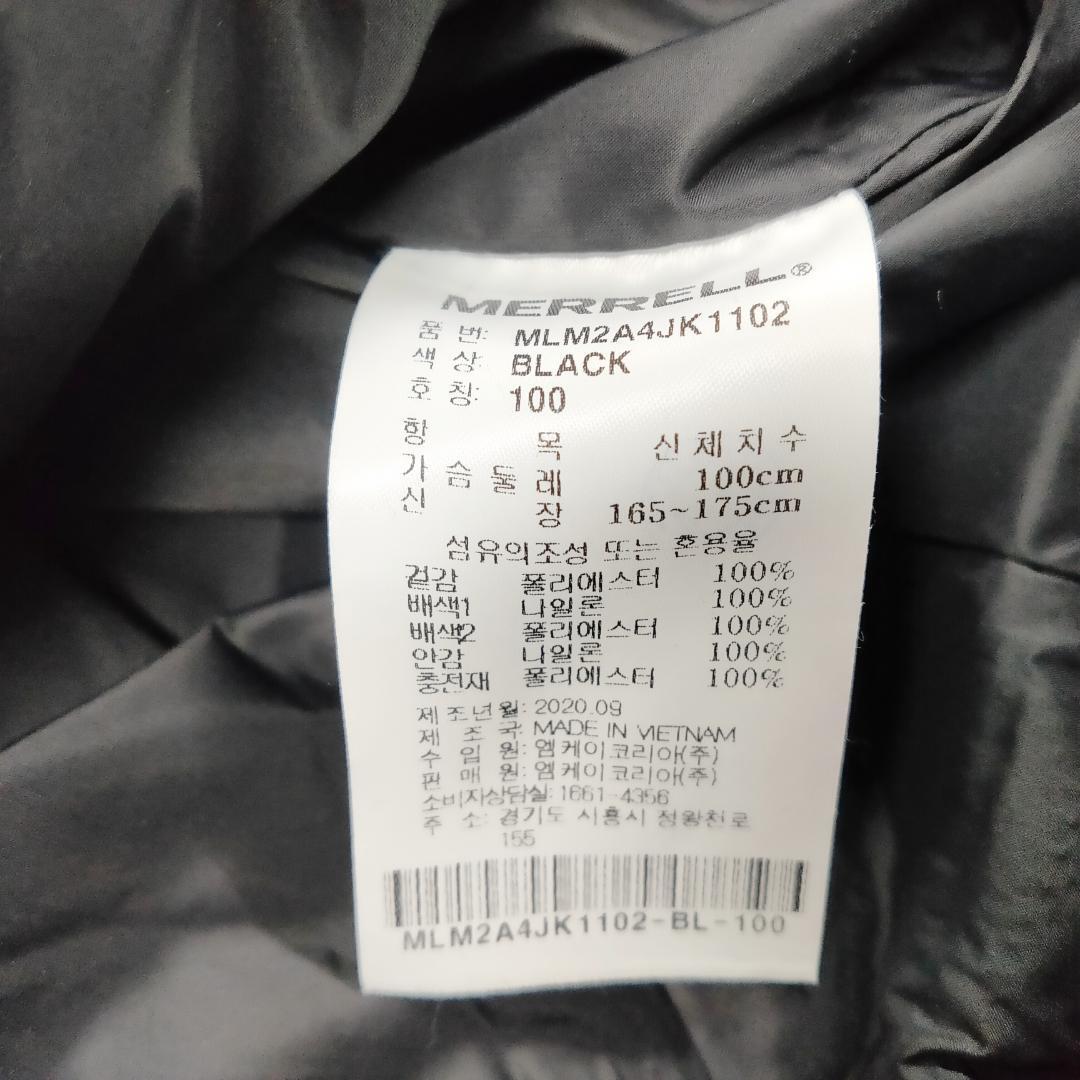 MERRELL®
품 번: MLM2A4JK1102
색 상: BLACK
호 칭: 100
항 목 신 체 치 수
가 슴 둘 레 100cm
신 장 165~175cm
섬유의조성 또는 혼용율
겉감 폴리에스터 100%
배색1 나일론 100%
배색2 폴리에스터 100%
안감 나일론 100%
충전재 폴리에스터 100%
제 조 년 월: 2020.09
제 조 국: MADE IN VIETNAM
수 입 원: 엠케이코리아(주)
판 매 원: 엠케이코리아(주)
소비자상담실: 1661-4356
주 소: 경기도 시흥시 정왕천로
155
MLM2A4JK1102-BL-100